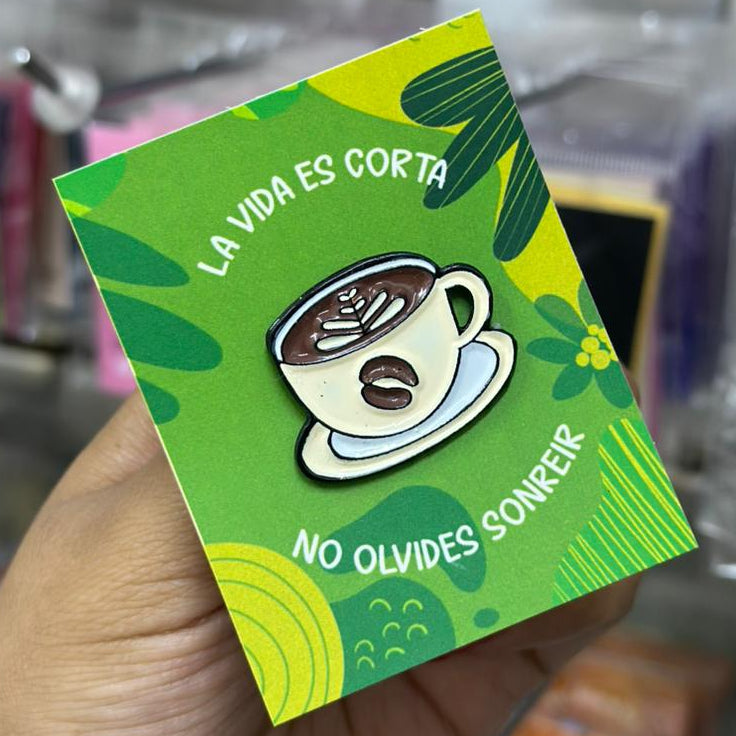 LA VIDA ES CORTA
NO OLVIDES SONREIR